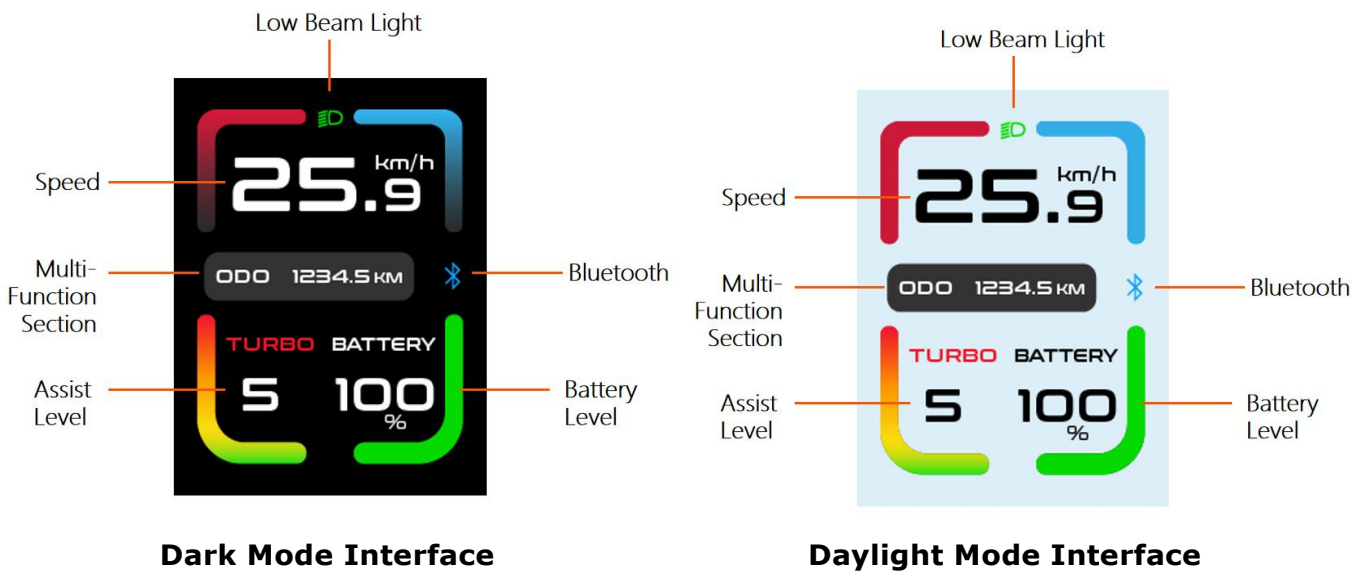 Low Beam Light
km/h
25.9
Speed
Multi-
Function
Section
ODO 1234.5 KM
Bluetooth
TURBO BATTERY
Assist
Level
5 100
%
Battery
Level
Dark Mode Interface
Low Beam Light
km/h
25.9
Speed
Multi-
Function
Section
ODO 1234.5 KM
Bluetooth
TURBO BATTERY
Assist
Level
5 100
%
Battery
Level
Daylight Mode Interface